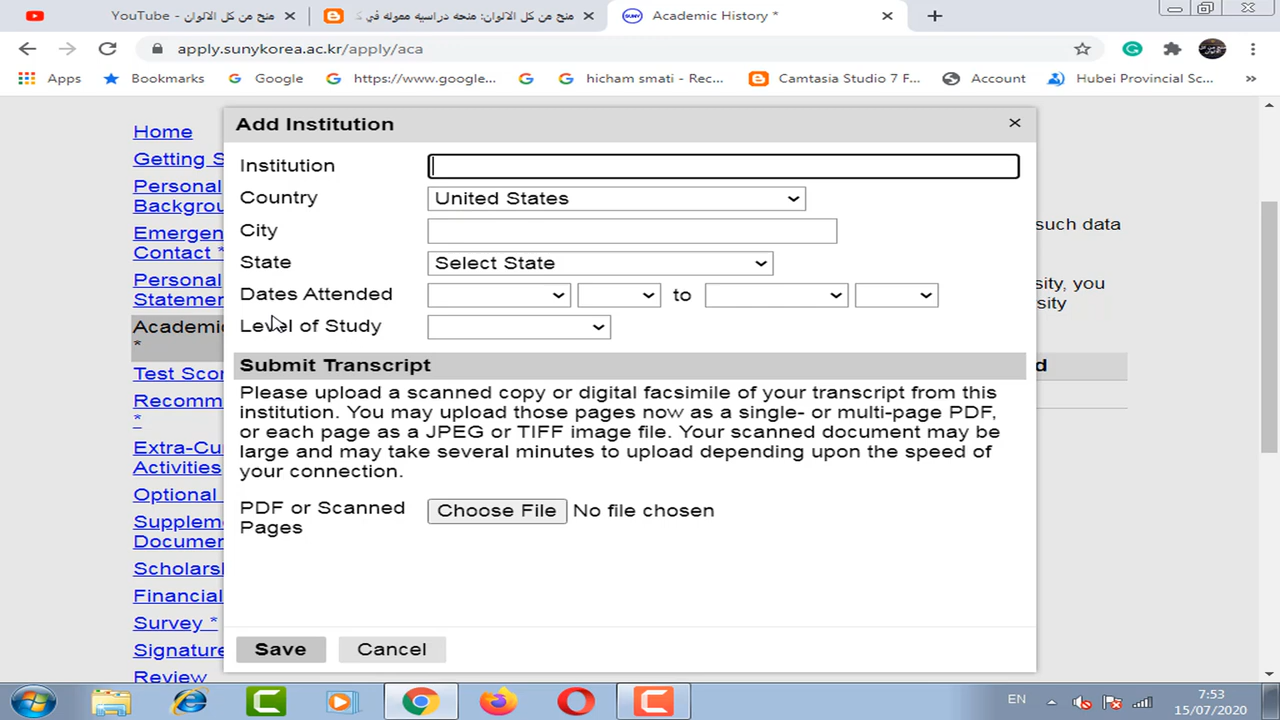 منح من كل الالوان - YouTube
منح من كل الالوان: منحه دراسيه مموله في ك
Academic History *
apply.sunykorea.ac.kr/apply/aca
Apps
Bookmarks
Google
https://www.google...
hicham smati - Rec...
Camtasia Studio 7 F...
Account
Hubei Provincial Sc...
»
Home
Getting S
Personal
Backgrou
Emergen
Contact *
Personal
Statemen
Academi
*
Test Scor
Recomm
*
Extra-Cu
Activities
Optional
Supplem
Docume
Scholars
Financial
Survey *
Signature
Review
Add Institution
Institution
Country
United States
City
State
Select State
Dates Attended
to
Level of Study
Submit Transcript
Please upload a scanned copy or digital facsimile of your transcript from this
institution. You may upload those pages now as a single- or multi-page PDF,
or each page as a JPEG or TIFF image file. Your scanned document may be
large and may take several minutes to upload depending upon the speed of
your connection.
PDF or Scanned
Pages
Choose File No file chosen
Save
Cancel
such data
sity, you
sity
d
EN
7:53
15/07/2020